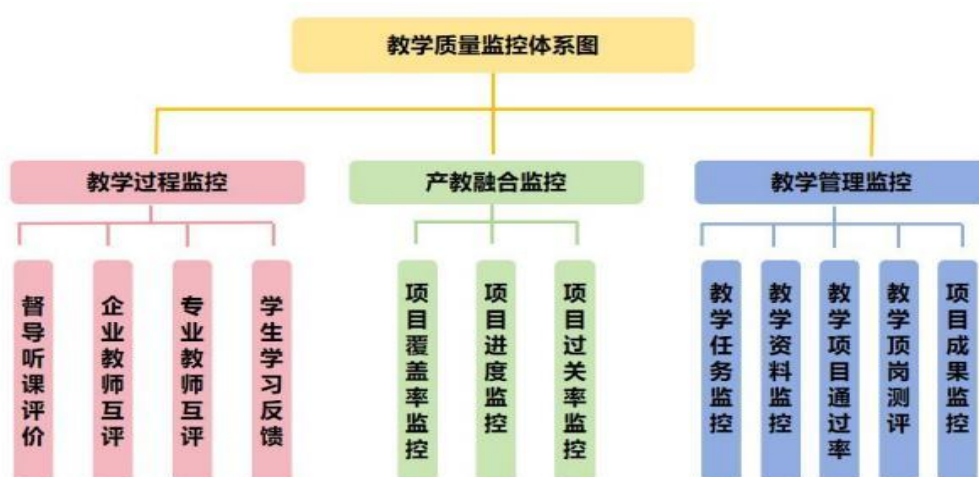 教学质量监控体系图
教学过程监控
产教融合监控
教学管理监控
督导听课评价
企业教师互评
专业教师互评
学生学习反馈
项目覆盖率监控
项目进度监控
项目过关率监控
教学任务监控
教学资料监控
教学项目通过率
教学顶岗测评
项目成果监控